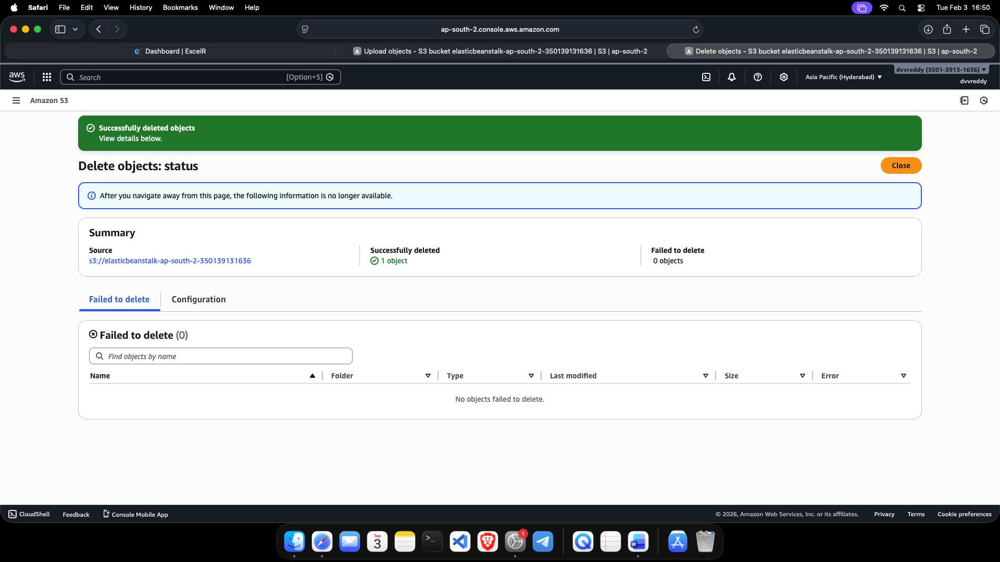 Safari File Edit View History Bookmarks Window Help Tue Feb 3 16:50
ap-south-2.console.aws.amazon.com
Dashboard | ExcelR
A Upload objects - S3 bucket elasticbeanstalk-ap-south-2-350139131636 | S3 | ap-south-2
A Delete objects - S3 bucket elasticbeanstalk-ap-south-2-350139131636 | S3 | ap-south-2
aws Search [Option+S] Asia Pacific (Hyderabad) dvvreddy (3501-3913-1636)
dvvreddy
Amazon S3
Successfully deleted objects
View details below.
Delete objects: status Close
After you navigate away from this page, the following information is no longer available.
Summary
Source Successfully deleted Failed to delete
s3://elasticbeanstalk-ap-south-2-350139131636 1 object 0 objects
Failed to delete Configuration
Failed to delete (0)
Find objects by name
Name Folder Type Last modified Size Error
No objects failed to delete.
CloudShell Feedback Console Mobile App © 2026, Amazon Web Services, Inc. or its affiliates. Privacy Terms Cookie preferences
Tue
3
1
W